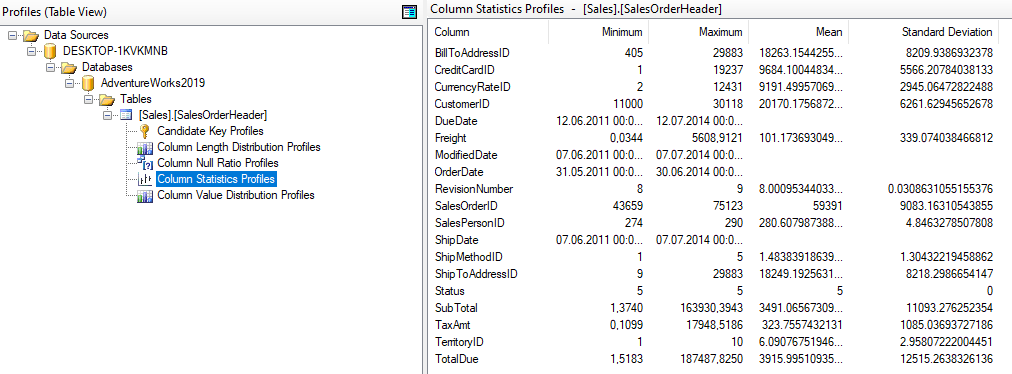 Profiles (Table View)
Data Sources
DESKTOP-1KVKMNB
Databases
AdventureWorks2019
Tables
[Sales].[SalesOrderHeader]
Candidate Key Profiles
Column Length Distribution Profiles
Column Null Ratio Profiles
Column Statistics Profiles
Column Value Distribution Profiles
Column Statistics Profiles - [Sales].[SalesOrderHeader]
Column Minimum Maximum Mean Standard Deviation
BillToAddressID 405 29883 18263.1544255... 8209.9386932378
CreditCardID 1 19237 9684.10044834... 5566.20784038133
CurrencyRateID 2 12431 9191.49957069... 2945.06472822488
CustomerID 11000 30118 20170.1756872... 6261.62945652678
DueDate 12.06.2011 00:0... 12.07.2014 00:0...
Freight 0,0344 5608,9121 101.173693049... 339.074038466812
ModifiedDate 07.06.2011 00:0... 07.07.2014 00:0...
OrderDate 31.05.2011 00:0... 30.06.2014 00:0...
RevisionNumber 8 9 8.00095344033... 0.0308631055155376
SalesOrderID 43659 75123 59391 9083.16310543855
SalesPersonID 274 290 280.607987388... 4.8463278507808
ShipDate 07.06.2011 00:0... 07.07.2014 00:0...
ShipMethodID 1 5 1.48383918639... 1.30432219458862
ShipToAddressID 9 29883 18249.1925631... 8218.2986654147
Status 5 5 5 0
SubTotal 1,3740 163930,3943 3491.06567309... 11093.276252354
TaxAmt 0,1099 17948,5186 323.7557432131 1085.03693727186
TerritoryID 1 10 6.09076751946... 2.95807222004451
TotalDue 1,5183 187487,8250 3915.99510935... 12515.2638326136